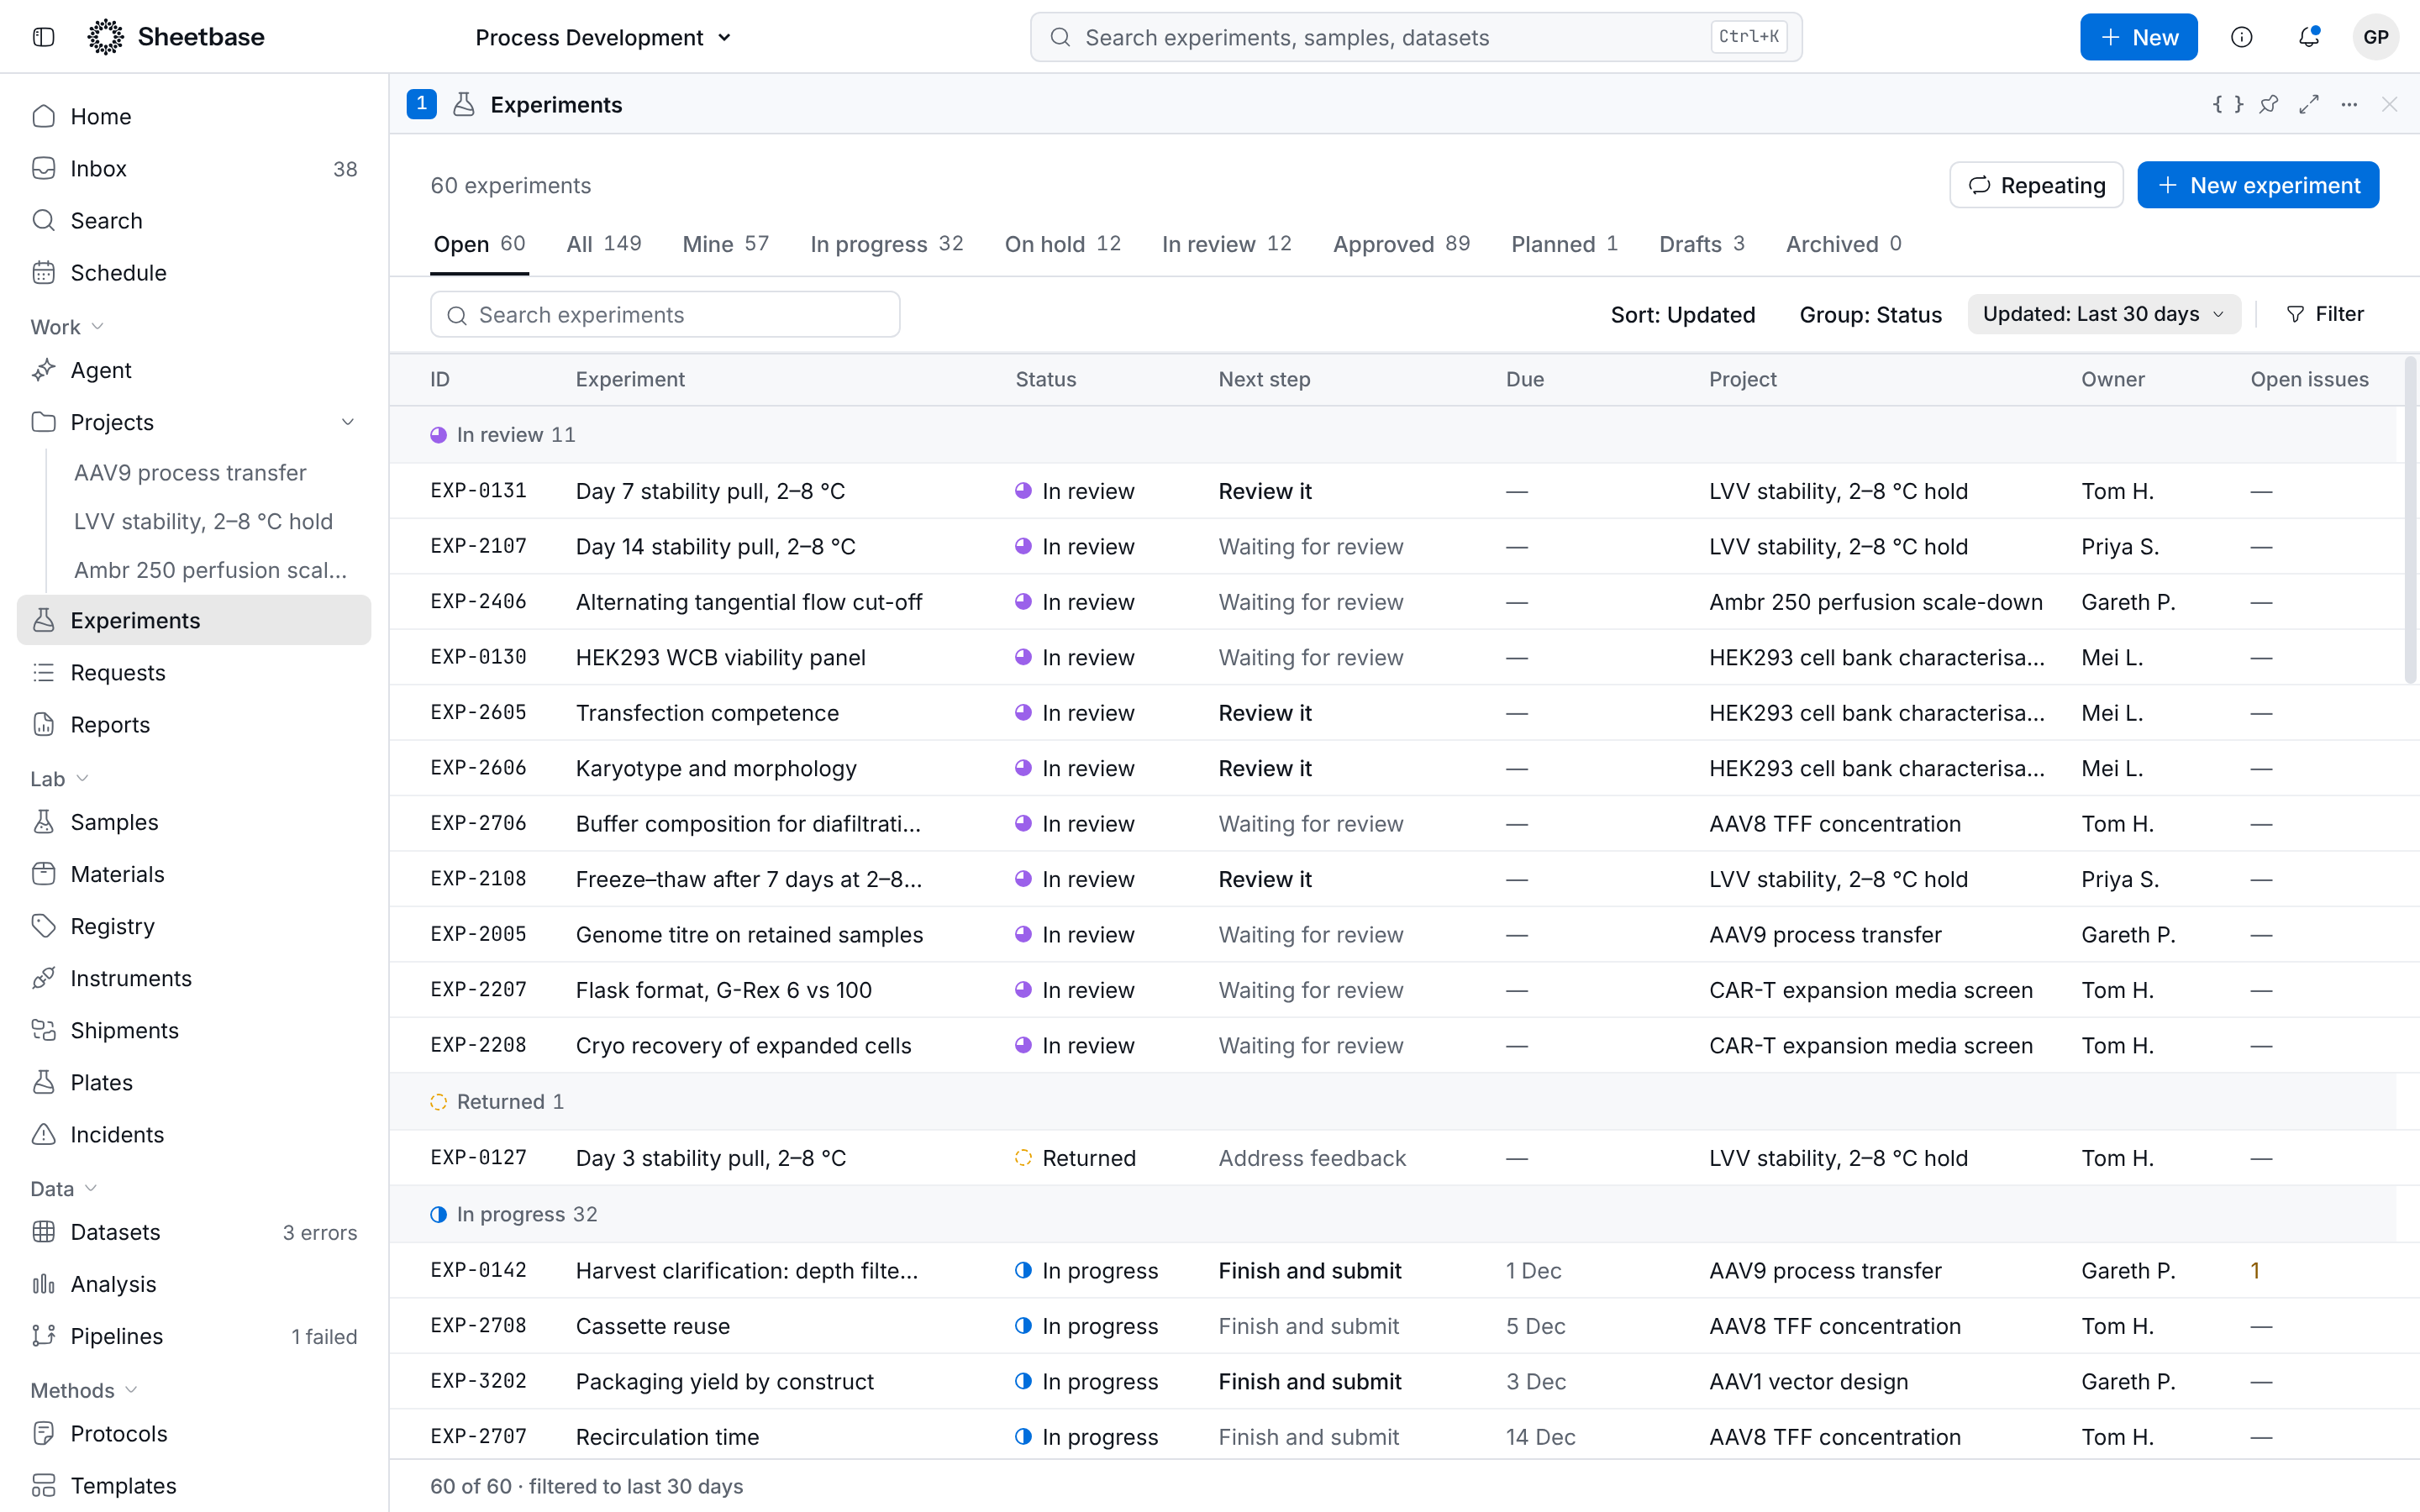 Sheetbase
Process Development
Search experiments, samples, datasets
Ctrl+K
New
GP
Home
Inbox 38
Search
Schedule
Work
Agent
Projects
AAV9 process transfer
LVV stability, 2–8 °C hold
Ambr 250 perfusion scal...
Experiments
Requests
Reports
Lab
Samples
Materials
Registry
Instruments
Shipments
Plates
Incidents
Data
Datasets 3 errors
Analysis
Pipelines 1 failed
Methods
Protocols
Templates
1 Experiments
60 experiments
Repeating
New experiment
Open 60 All 149 Mine 57 In progress 32 On hold 12 In review 12 Approved 89 Planned 1 Drafts 3 Archived 0
Search experiments
Sort: Updated Group: Status Updated: Last 30 days Filter
ID Experiment Status Next step Due Project Owner Open issues
In review 11
EXP-0131 Day 7 stability pull, 2–8 °C In review Review it — LVV stability, 2–8 °C hold Tom H. —
EXP-2107 Day 14 stability pull, 2–8 °C In review Waiting for review — LVV stability, 2–8 °C hold Priya S. —
EXP-2406 Alternating tangential flow cut-off In review Waiting for review — Ambr 250 perfusion scale-down Gareth P. —
EXP-0130 HEK293 WCB viability panel In review Waiting for review — HEK293 cell bank characterisa... Mei L. —
EXP-2605 Transfection competence In review Review it — HEK293 cell bank characterisa... Mei L. —
EXP-2606 Karyotype and morphology In review Review it — HEK293 cell bank characterisa... Mei L. —
EXP-2706 Buffer composition for diafiltrati... In review Waiting for review — AAV8 TFF concentration Tom H. —
EXP-2108 Freeze–thaw after 7 days at 2–8... In review Review it — LVV stability, 2–8 °C hold Priya S. —
EXP-2005 Genome titre on retained samples In review Waiting for review — AAV9 process transfer Gareth P. —
EXP-2207 Flask format, G-Rex 6 vs 100 In review Waiting for review — CAR-T expansion media screen Tom H. —
EXP-2208 Cryo recovery of expanded cells In review Waiting for review — CAR-T expansion media screen Tom H. —
Returned 1
EXP-0127 Day 3 stability pull, 2–8 °C Returned Address feedback — LVV stability, 2–8 °C hold Tom H. —
In progress 32
EXP-0142 Harvest clarification: depth filte... In progress Finish and submit 1 Dec AAV9 process transfer Gareth P. 1
EXP-2708 Cassette reuse In progress Finish and submit 5 Dec AAV8 TFF concentration Tom H. —
EXP-3202 Packaging yield by construct In progress Finish and submit 3 Dec AAV1 vector design Gareth P. —
EXP-2707 Recirculation time In progress Finish and submit 14 Dec AAV8 TFF concentration Tom H. —
60 of 60 · filtered to last 30 days